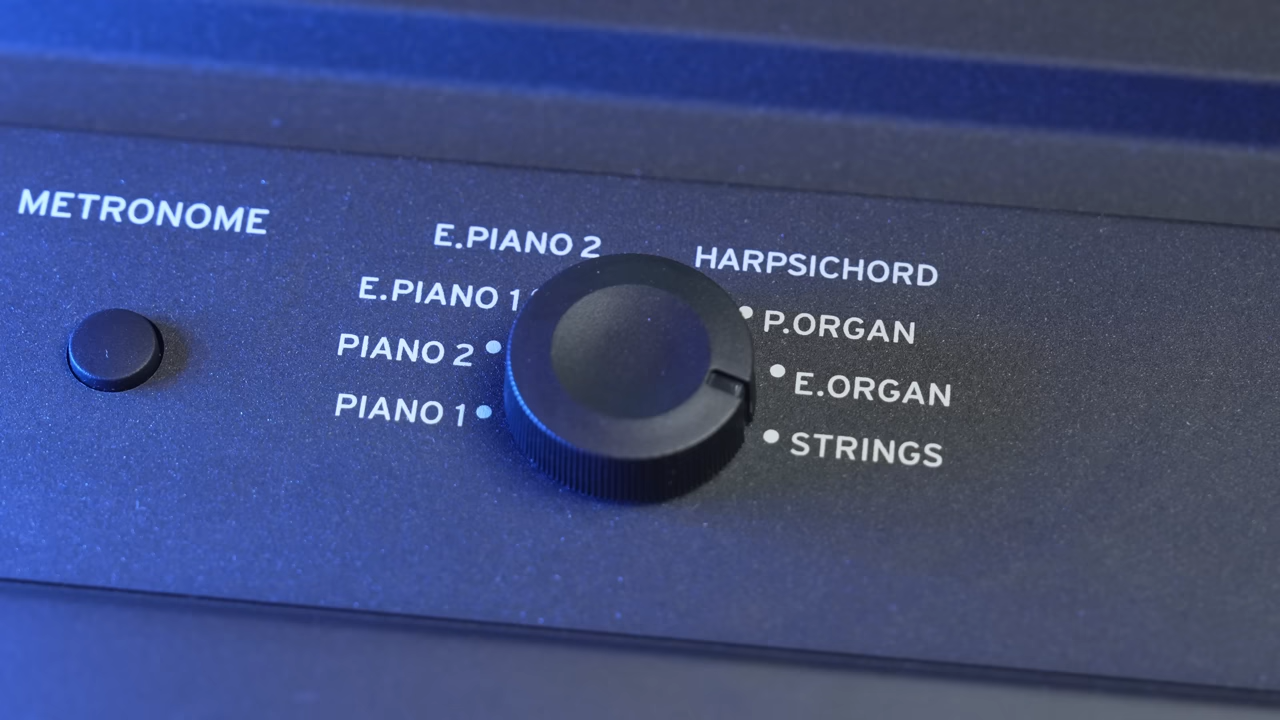 METRONOME
E.PIANO 2
HARPSICHORD
E.PIANO 1
P.ORGAN
PIANO 2
E.ORGAN
PIANO 1
STRINGS